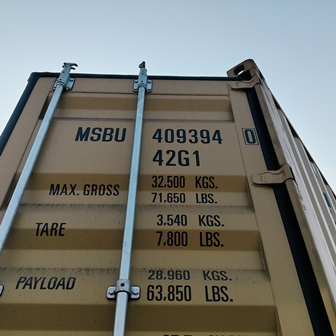 MSBU 409394 0
42G1
MAX. GROSS 32.500 KGS.
71.650 LBS.
TARE 3.540 KGS.
7,800 LBS.
PAYLOAD 28.960 KGS.
63,850 LBS.